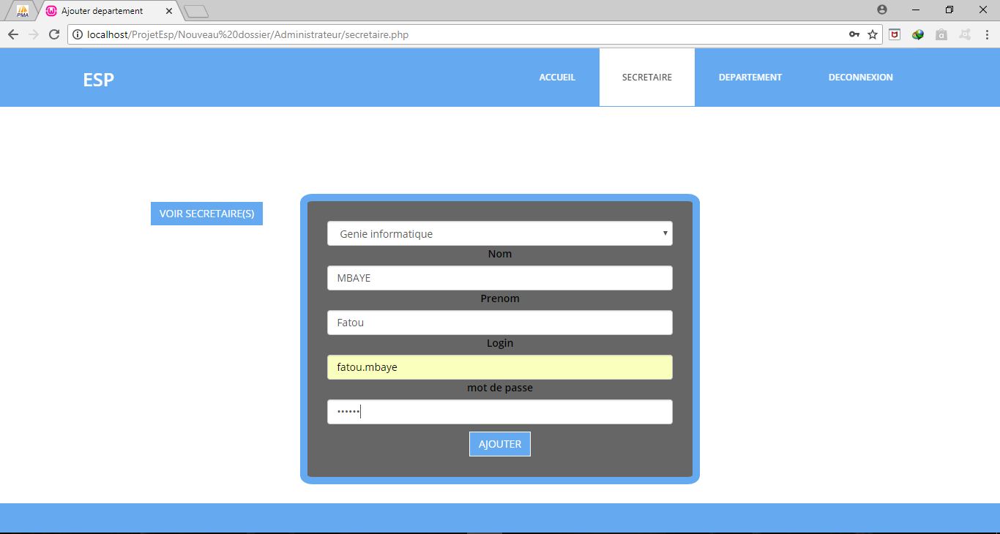 PMA
Ajouter departement
localhost/ProjetEsp/Nouveau%20dossier/Administrateur/secretaire.php
ESP
ACCUEIL
SECRETAIRE
DEPARTEMENT
DECONNEXION
VOIR SECRETAIRE(S)
Genie informatique
Nom
MBAYE
Prenom
Fatou
Login
fatou.mbaye
mot de passe
••••••
AJOUTER